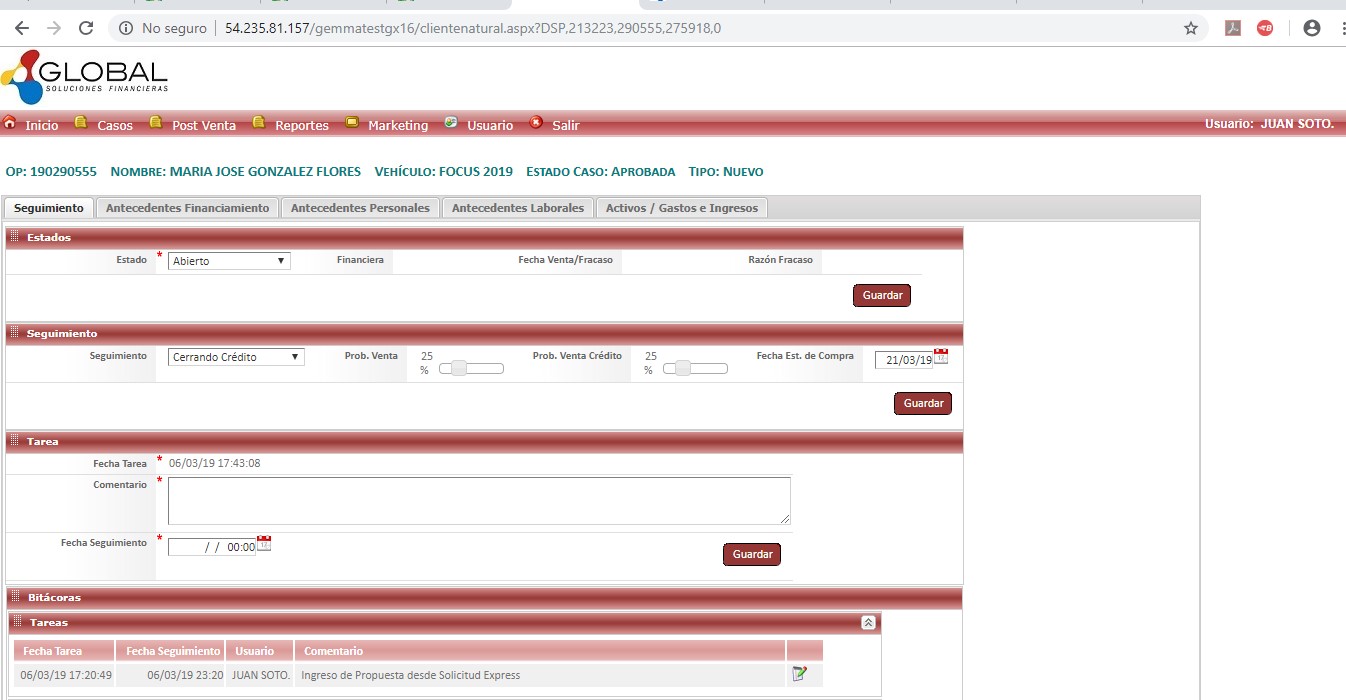 No seguro | 54.235.81.157/gemmatestgx16/clientenatural.aspx?DSP,213223,290555,275918,0
GLOBAL
SOLUCIONES FINANCIERAS
Inicio Casos Post Venta Reportes Marketing Usuario Salir Usuario: JUAN SOTO.
OP: 190290555 NOMBRE: MARIA JOSE GONZALEZ FLORES VEHÍCULO: FOCUS 2019 ESTADO CASO: APROBADA TIPO: NUEVO
Seguimiento Antecedentes Financiamiento Antecedentes Personales Antecedentes Laborales Activos / Gastos e Ingresos
Estados
Estado * Abierto Financiera Fecha Venta/Fracaso Razón Fracaso
Guardar
Seguimiento
Seguimiento Cerrando Crédito Prob. Venta 25 % Prob. Venta Crédito 25 % Fecha Est. de Compra 21/03/19
Guardar
Tarea
Fecha Tarea * 06/03/19 17:43:08
Comentario *
Fecha Seguimiento * / / 00:00
Guardar
Bitácoras
Tareas
Fecha Tarea Fecha Seguimiento Usuario Comentario
06/03/19 17:20:49 06/03/19 23:20 JUAN SOTO. Ingreso de Propuesta desde Solicitud Express